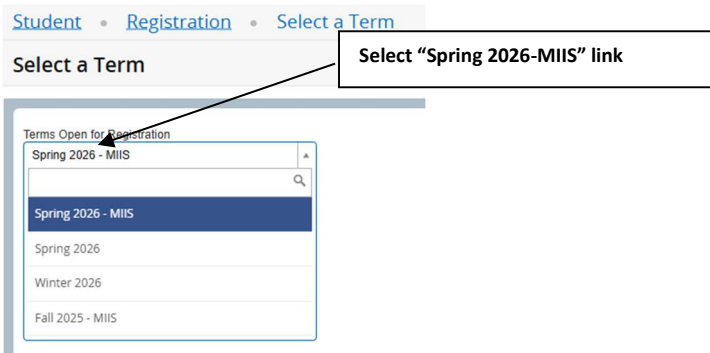 Student • Registration • Select a Term
Select "Spring 2026-MIIS" link
Select a Term
Terms Open for Registration
Spring 2026 - MIIS
Spring 2026 - MIIS
Spring 2026
Winter 2026
Fall 2025 - MIIS